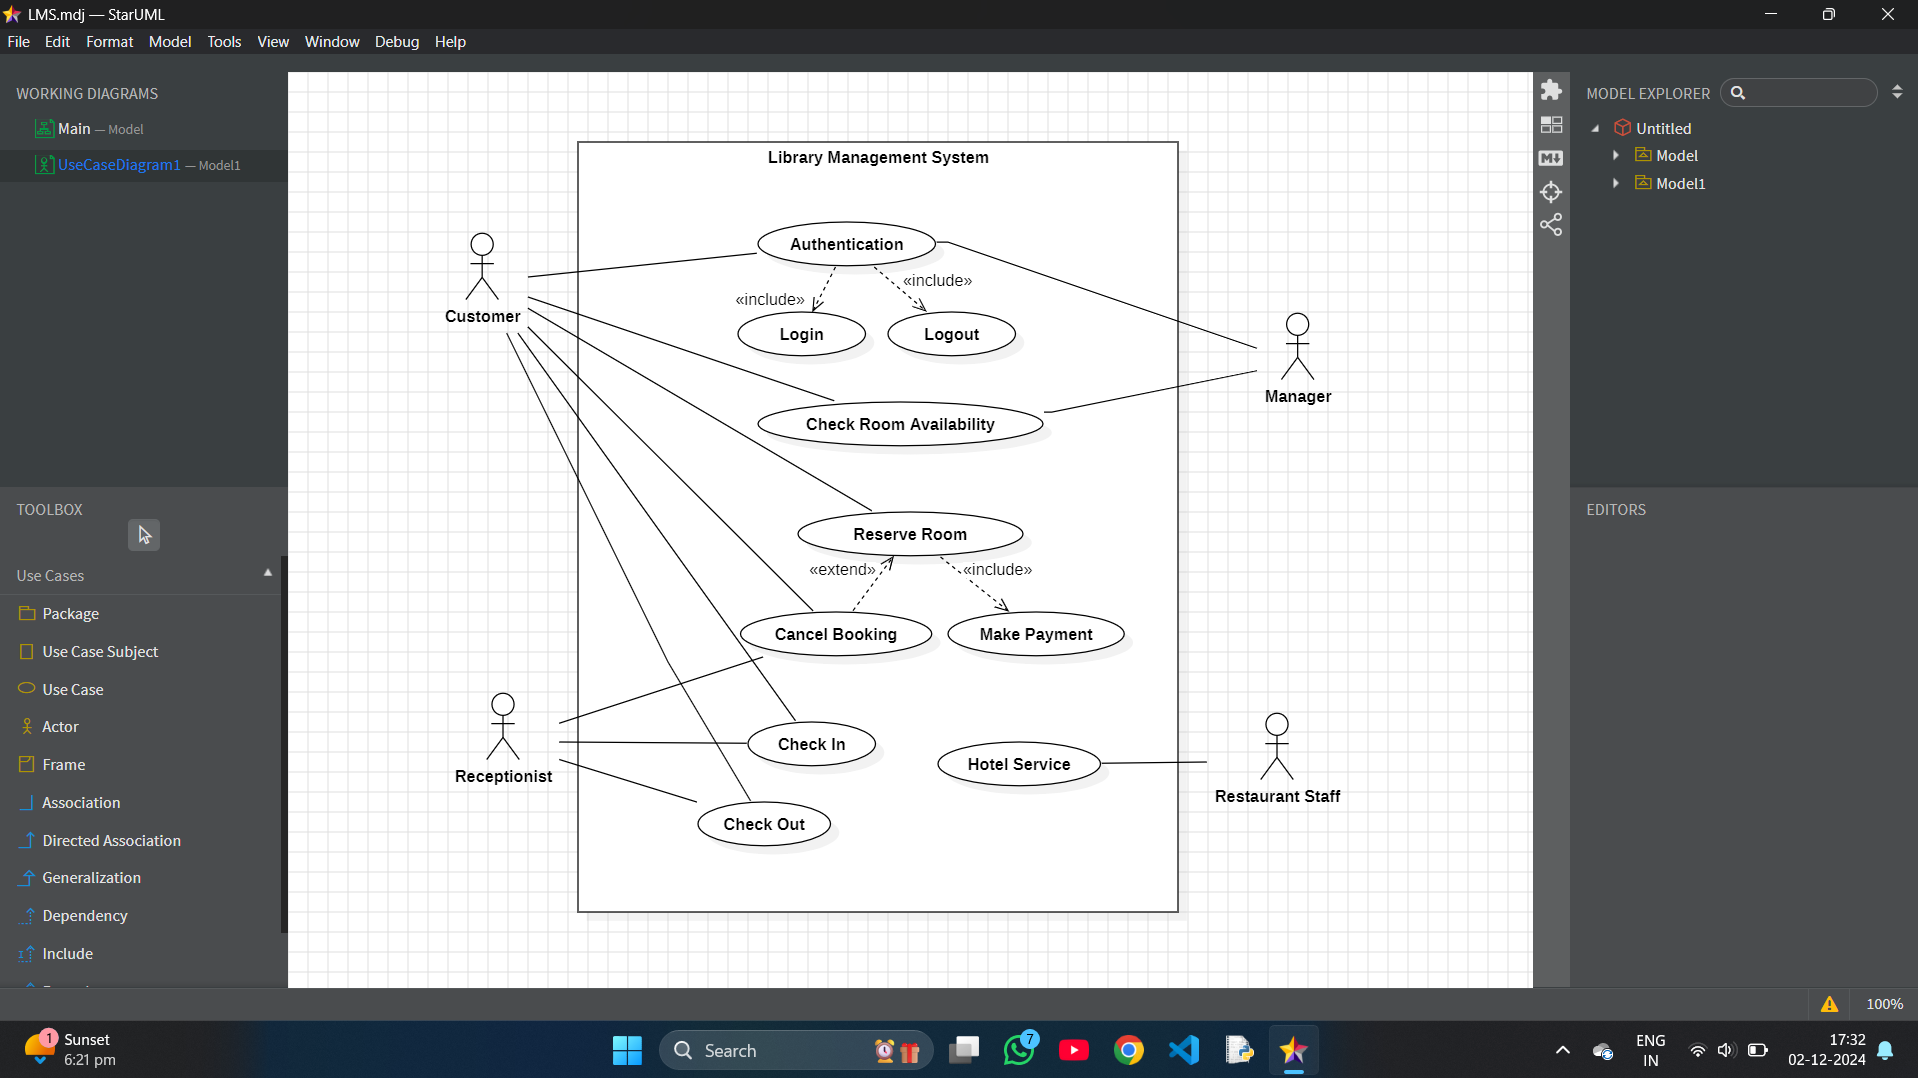 LMS.mdj — StarUML
File Edit Format Model Tools View Window Debug Help
WORKING DIAGRAMS
Main — Model
UseCaseDiagram1 — Model1
TOOLBOX
Use Cases
Package
Use Case Subject
Use Case
Actor
Frame
Association
Directed Association
Generalization
Dependency
Include
Library Management System
Authentication
«include»
«include»
Login
Logout
Customer
Manager
Check Room Availability
Reserve Room
«extend»
«include»
Cancel Booking
Make Payment
Receptionist
Check In
Hotel Service
Restaurant Staff
Check Out
MODEL EXPLORER
Untitled
Model
Model1
EDITORS
M
100%
1
Sunset
6:21 pm
Search
7
ENG
IN
17:32
02-12-2024